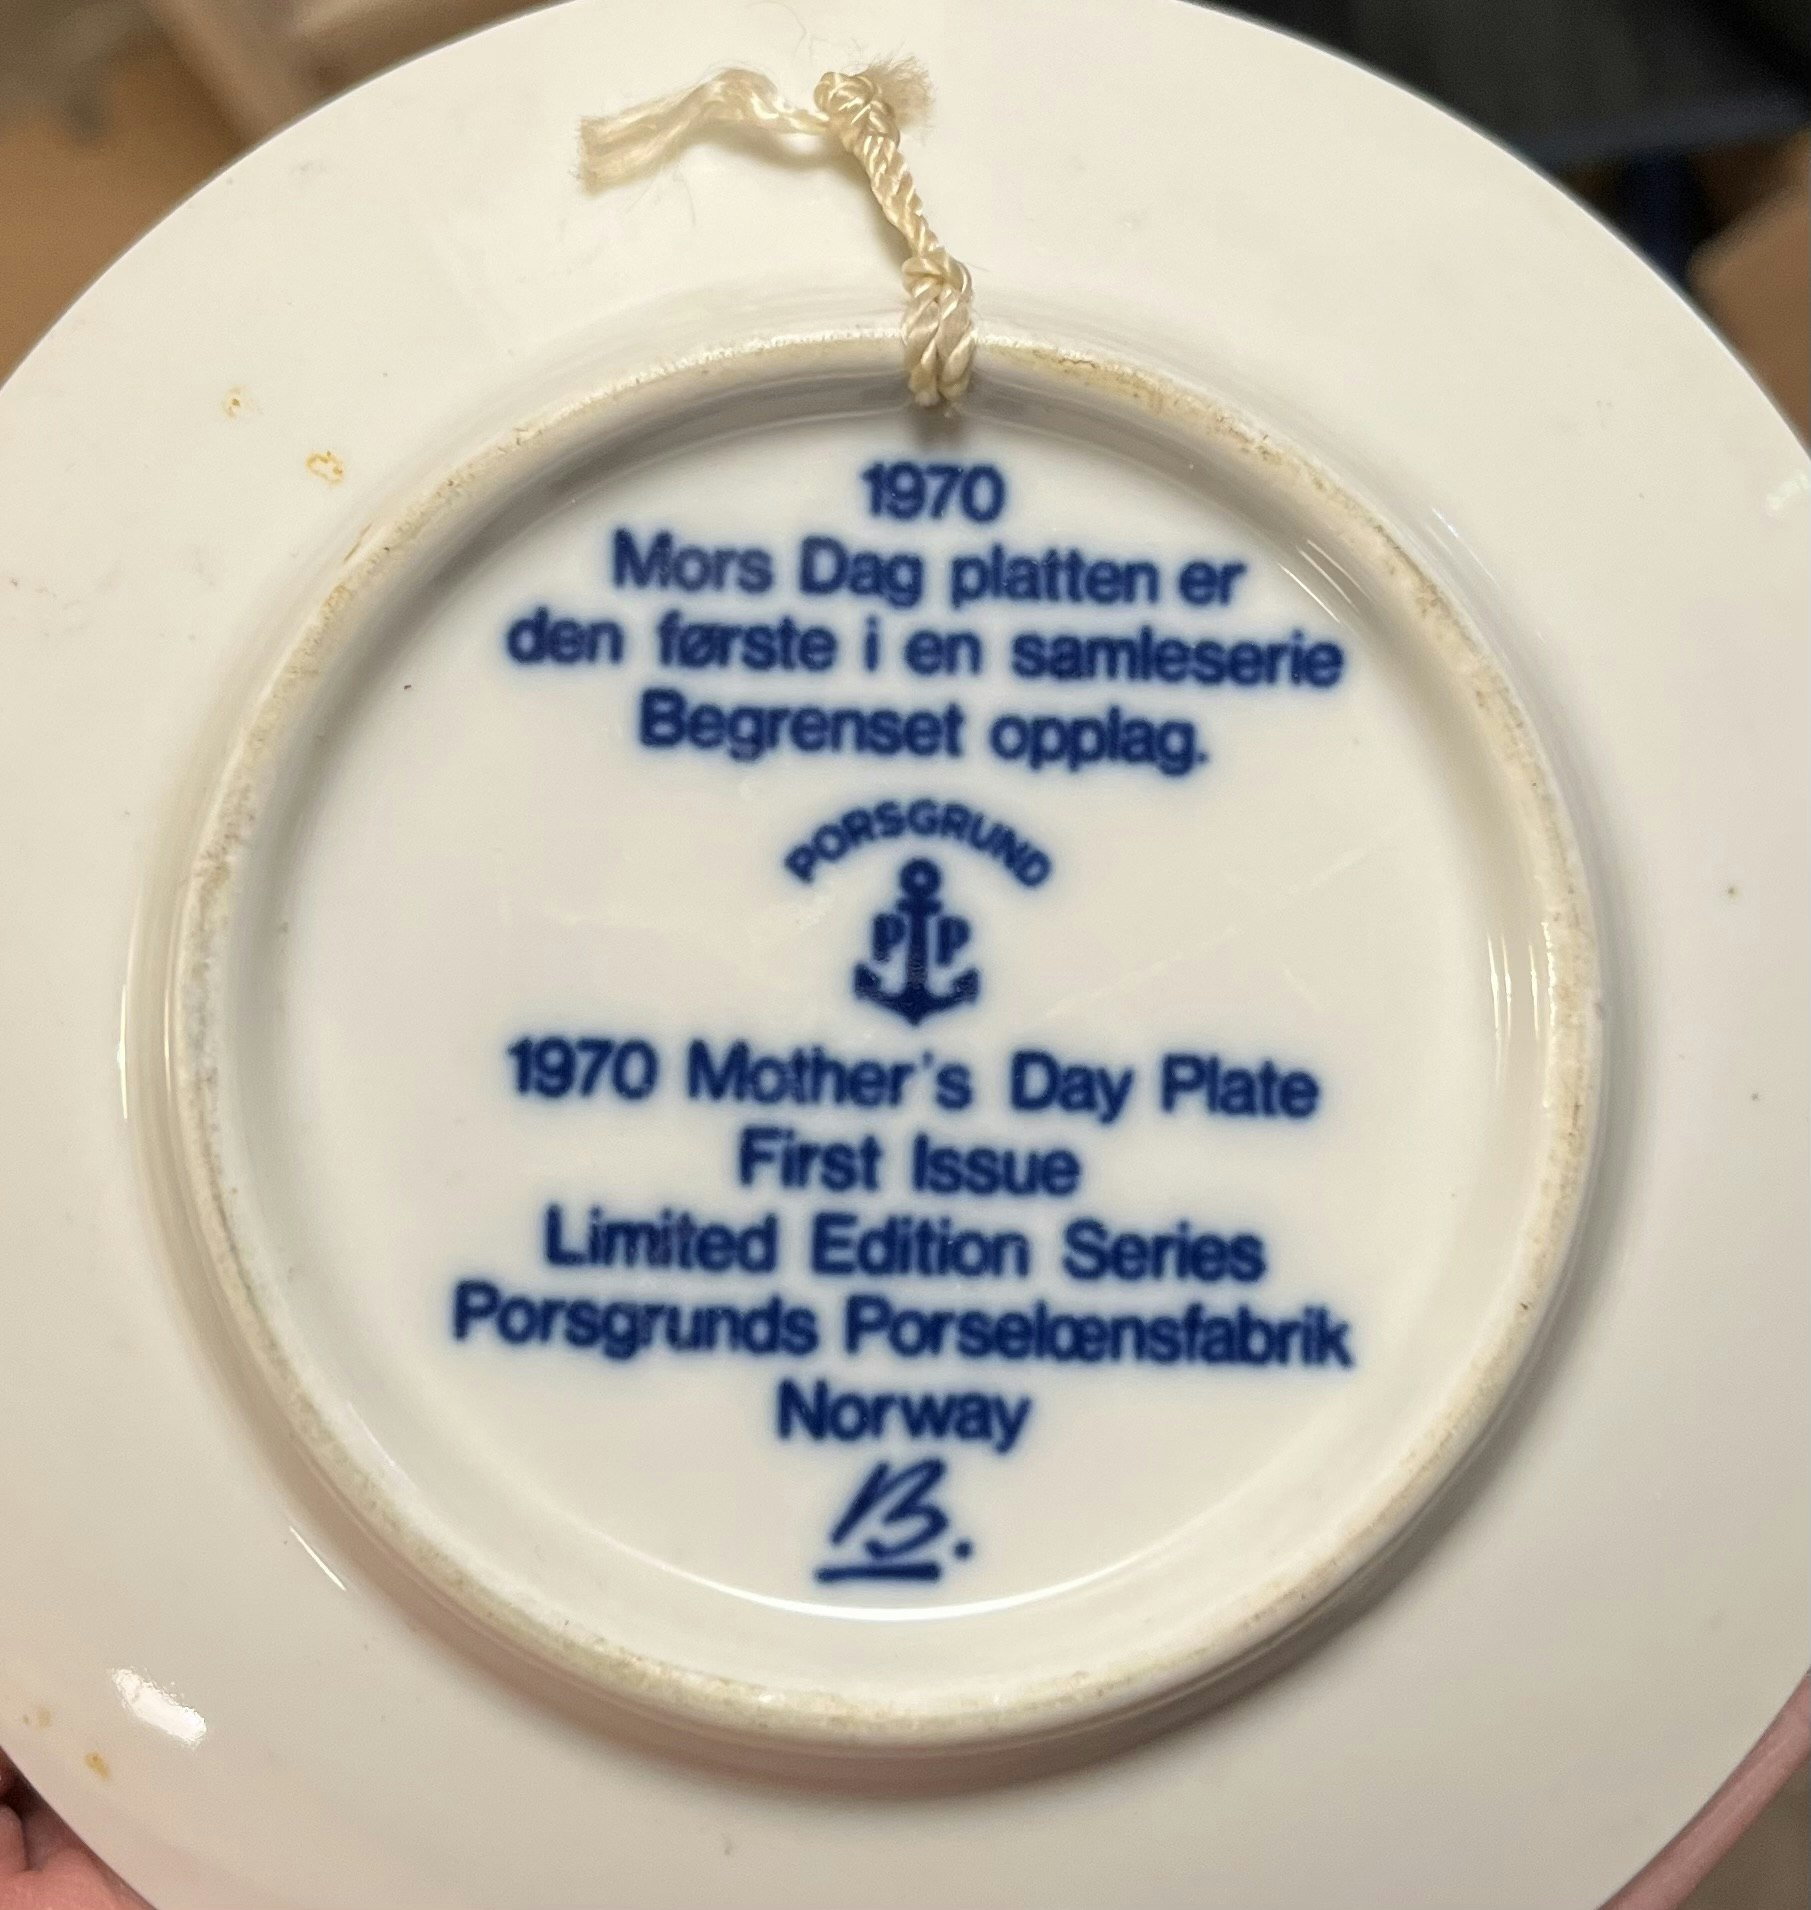 1970
Mors Dag platten er
den første i en samleserie
Begrenset opplag.
PORSGRUND
P P
1970 Mother's Day Plate
First Issue
Limited Edition Series
Porsgrunds Porselænsfabrik
Norway
B.